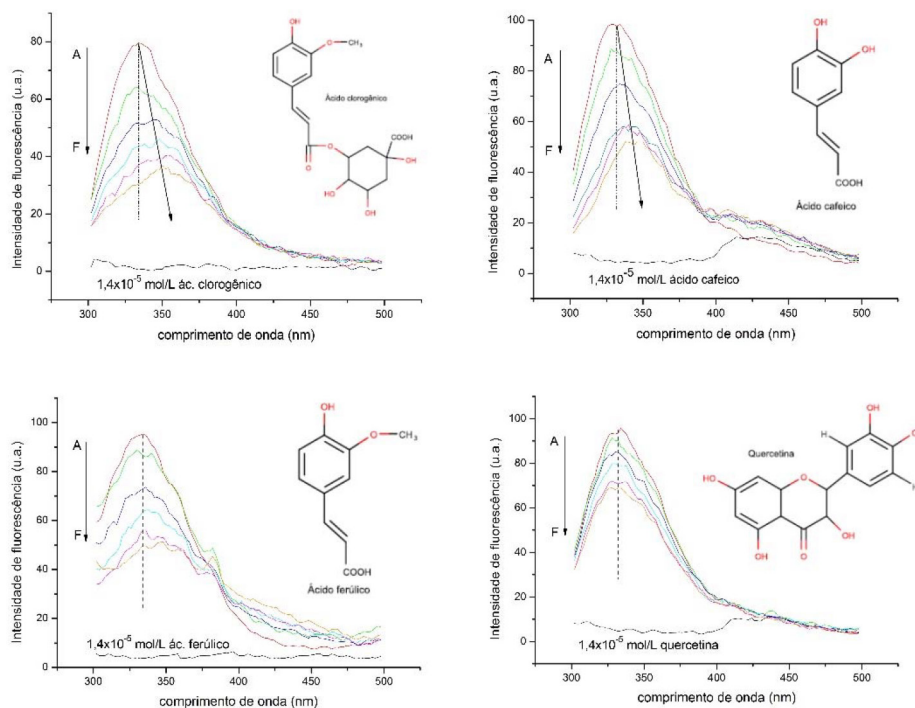 Intensidade de fluorescência (u.a.)
80
60
40
20
0
A
F
OH
O
CH₃
Ácido clorogênico
O
O
COOH
OH
HO
OH
1,4x10⁻⁵ mol/L ác. clorogênico
300
350
400
450
500
comprimento de onda (nm)
Intensidade de fluorescência (u.a.)
100
80
60
40
20
0
A
F
OH
OH
COOH
Ácido cafeico
1,4x10⁻⁵ mol/L ácido cafeico
300
350
400
450
500
comprimento de onda (nm)
Intensidade de fluorescência (u.a.)
100
80
60
40
20
0
A
F
OH
O
CH₃
COOH
Ácido ferúlico
1,4x10⁻⁵ mol/L ác. ferúlico
300
350
400
450
500
comprimento de onda (nm)
Intensidade de fluorescência (u.a.)
100
80
60
40
20
0
A
F
OH
H
Quercetina
HO
O
OH
O
OH
1,4x10⁻⁵ mol/L quercetina
300
350
400
450
500
comprimento de onda (nm)